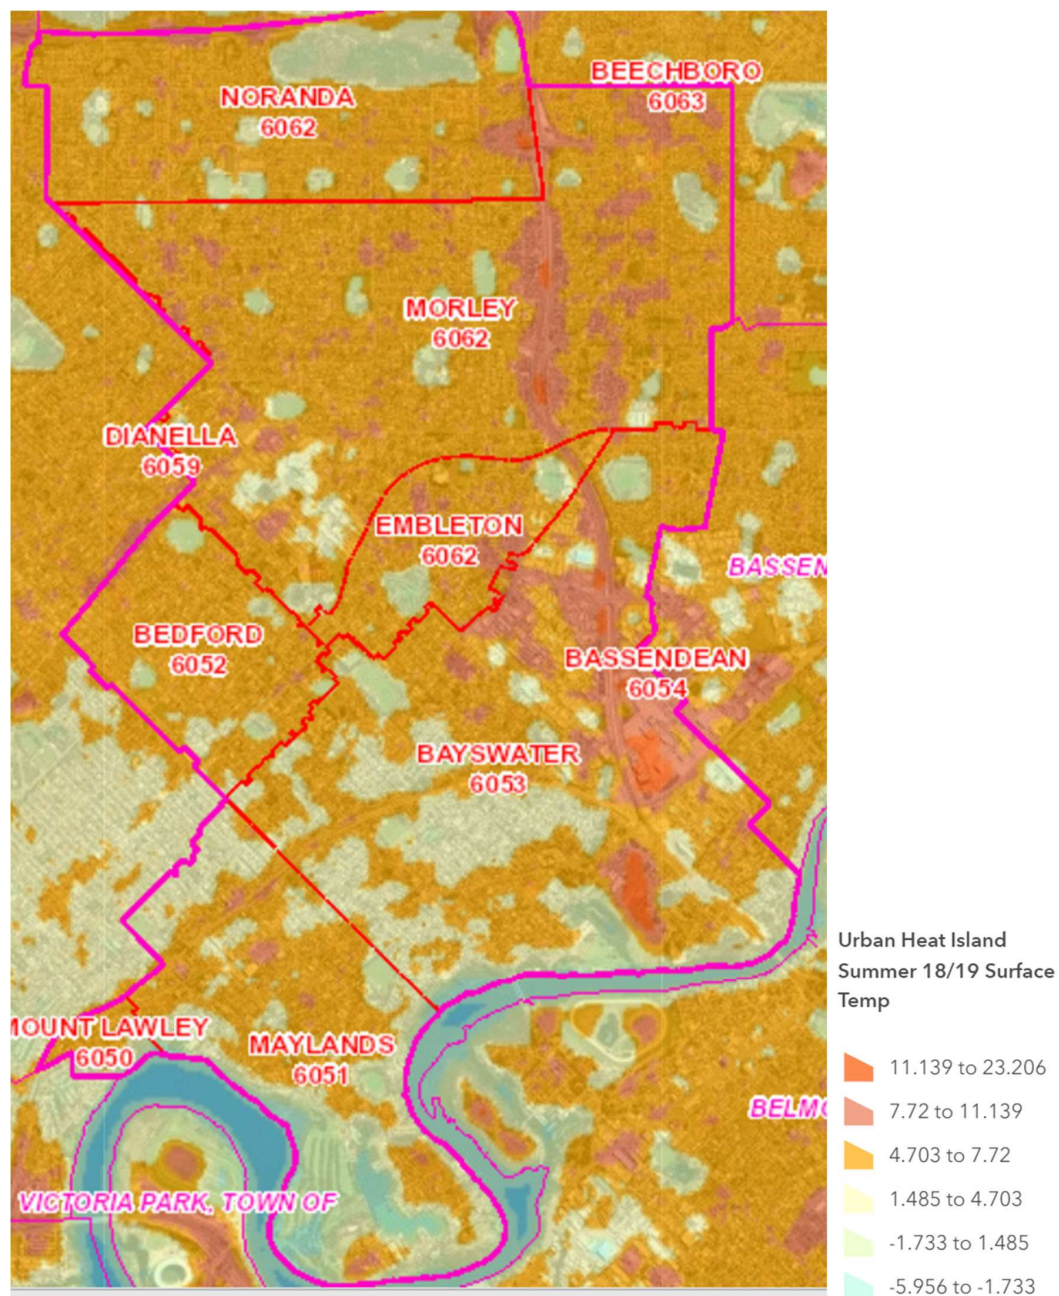 BEECHBORO
6063
NORANDA
6062
MORLEY
6062
DIANELLA
6059
EMBLETON
6062
BASSEN
BEDFORD
6052
BASSENDEAN
6054
BAYSWATER
6053
MOUNT LAWLEY
6050
MAYLANDS
6051
BELMO
VICTORIA PARK, TOWN OF
Urban Heat Island
Summer 18/19 Surface
Temp
11.139 to 23.206
7.72 to 11.139
4.703 to 7.72
1.485 to 4.703
-1.733 to 1.485
-5.956 to -1.733